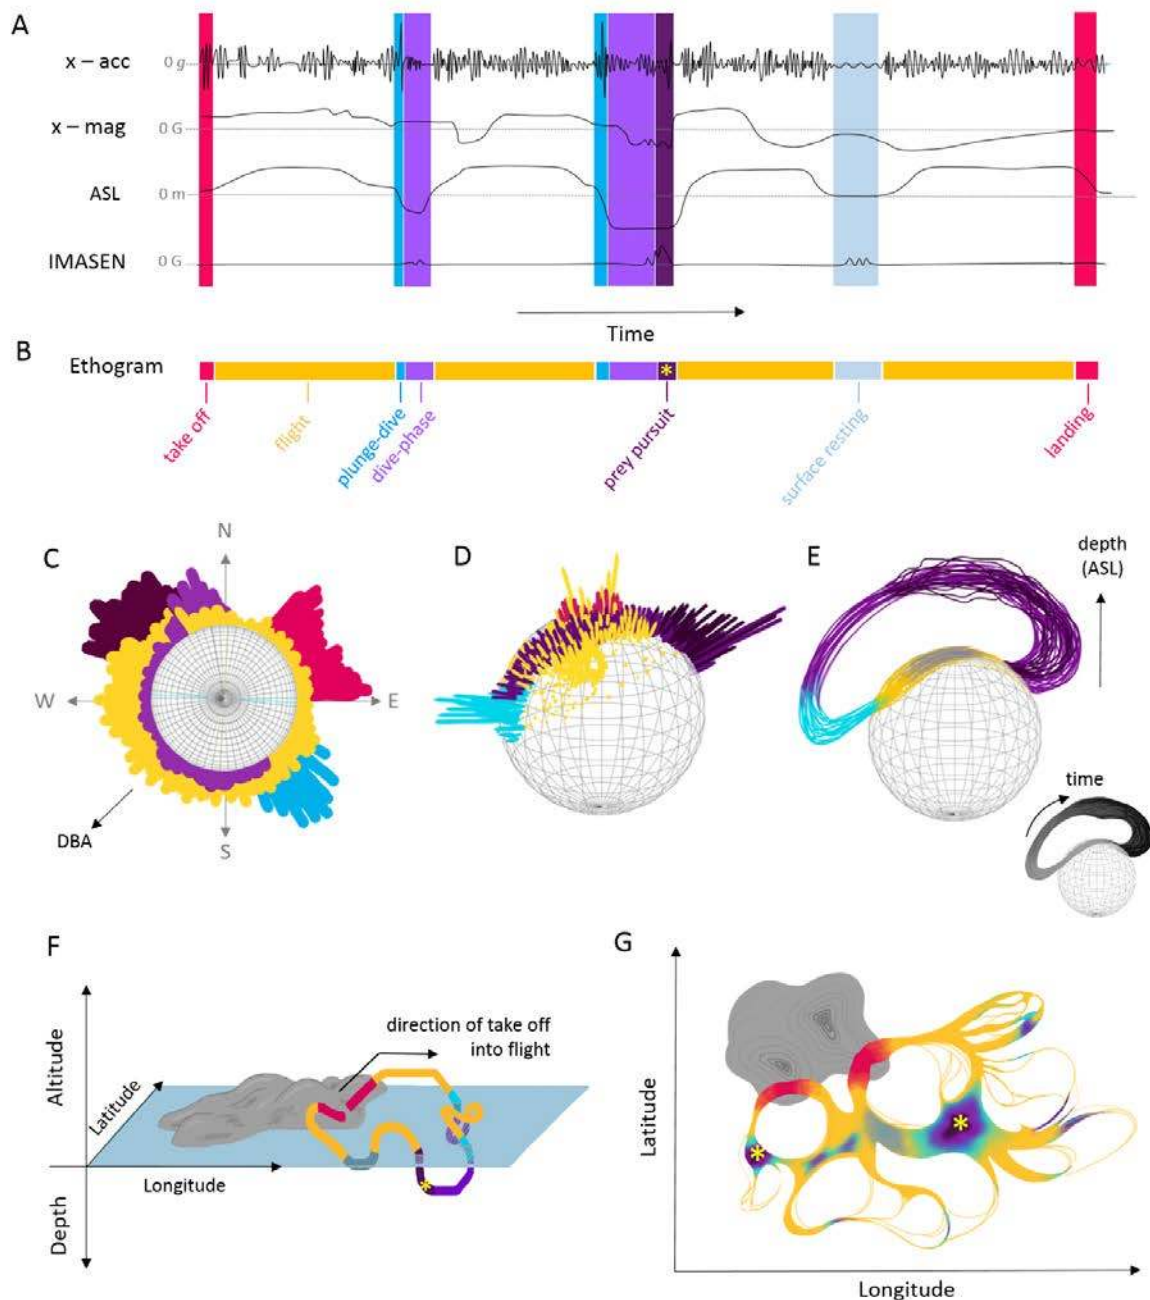 A
x – acc
0 g
x – mag
0 G
ASL
0 m
IMASEN
0 G
Time
B
Ethogram
*
take off
flight
plunge-dive
dive-phase
prey pursuit
surface resting
landing
C
N
W
E
S
DBA
D
E
depth
(ASL)
time
F
direction of take off
into flight
Altitude
Latitude
Longitude
Depth
*
G
Latitude
*
*
Longitude